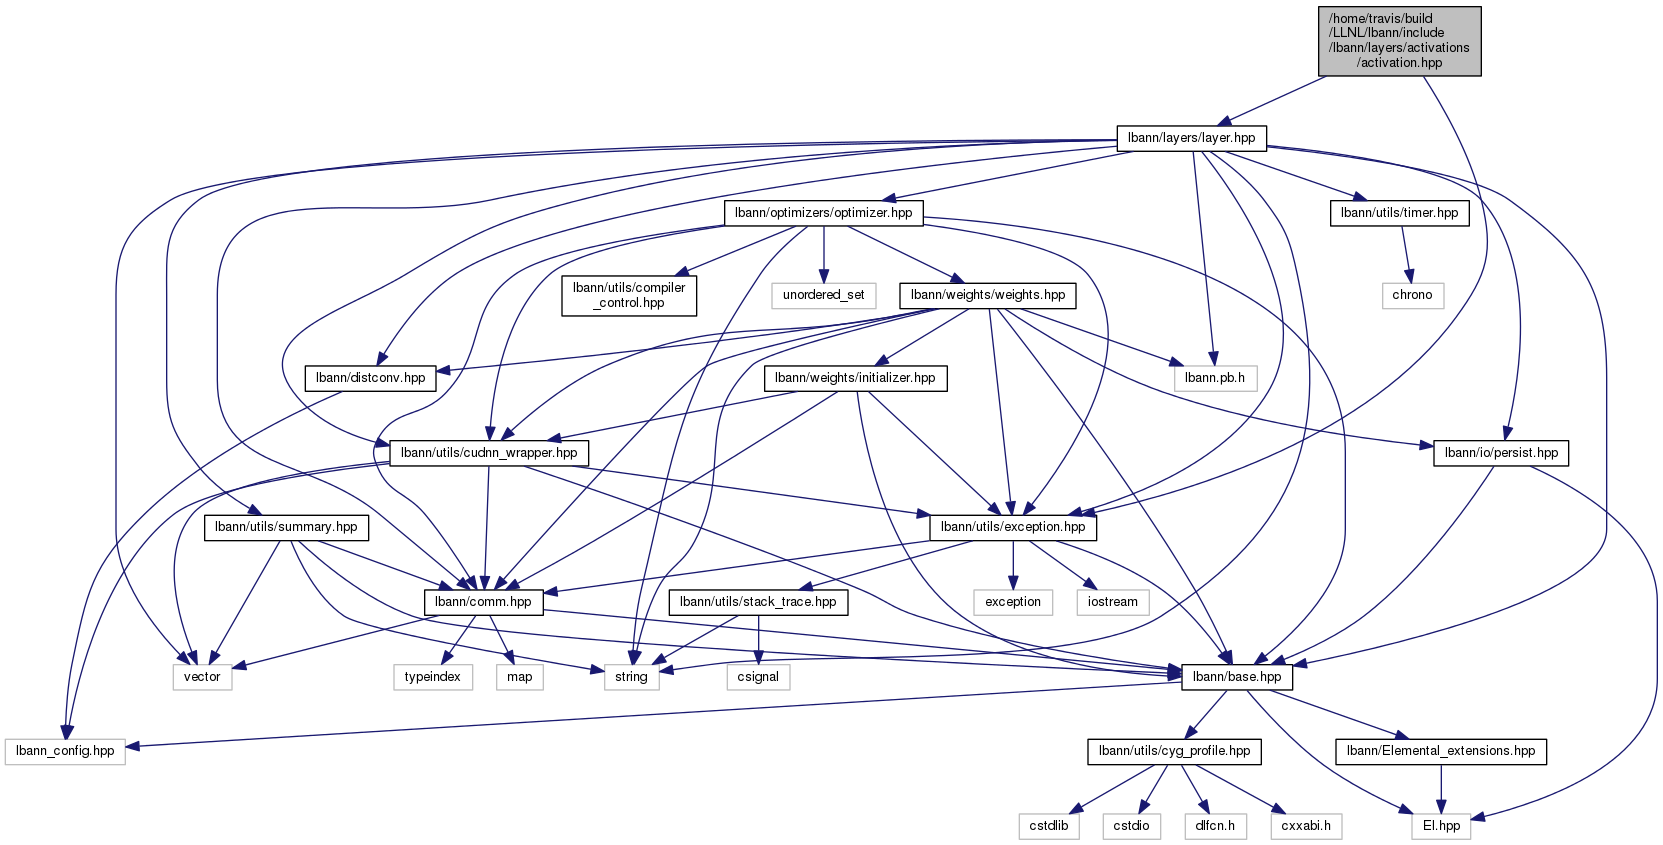 /home/travis/build
/LLNL/lbann/include
/lbann/layers/activations
/activation.hpp
lbann/layers/layer.hpp
lbann/optimizers/optimizer.hpp
lbann/utils/timer.hpp
lbann/utils/compiler
_control.hpp
unordered_set
lbann/weights/weights.hpp
chrono
lbann/distconv.hpp
lbann/weights/initializer.hpp
lbann.pb.h
lbann/utils/cudnn_wrapper.hpp
lbann/io/persist.hpp
lbann/utils/summary.hpp
lbann/utils/exception.hpp
lbann/comm.hpp
lbann/utils/stack_trace.hpp
exception
iostream
vector
typeindex
map
string
csignal
lbann/base.hpp
lbann_config.hpp
lbann/utils/cyg_profile.hpp
lbann/Elemental_extensions.hpp
cstdlib
cstdio
dlfcn.h
cxxabi.h
El.hpp